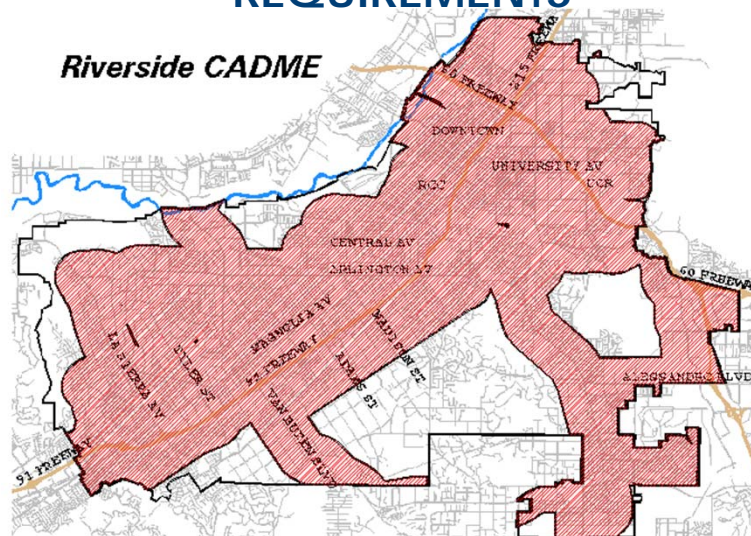 REQUIREMENTS
Riverside CADME
60 FREEWAY
215 FREEWAY
DOWNTOWN
UNIVERSITY AV
RCC
UCR
CENTRAL AV
ARLINGTON AV
60 FREEWAY
MAGNOLIA AV
MADISON ST
LA SIERRA AV
TYLER ST
91 FREEWAY
ADAMS ST
ALESSANDRO BLVD
VAN BUREN BLVD
91 FREEWAY